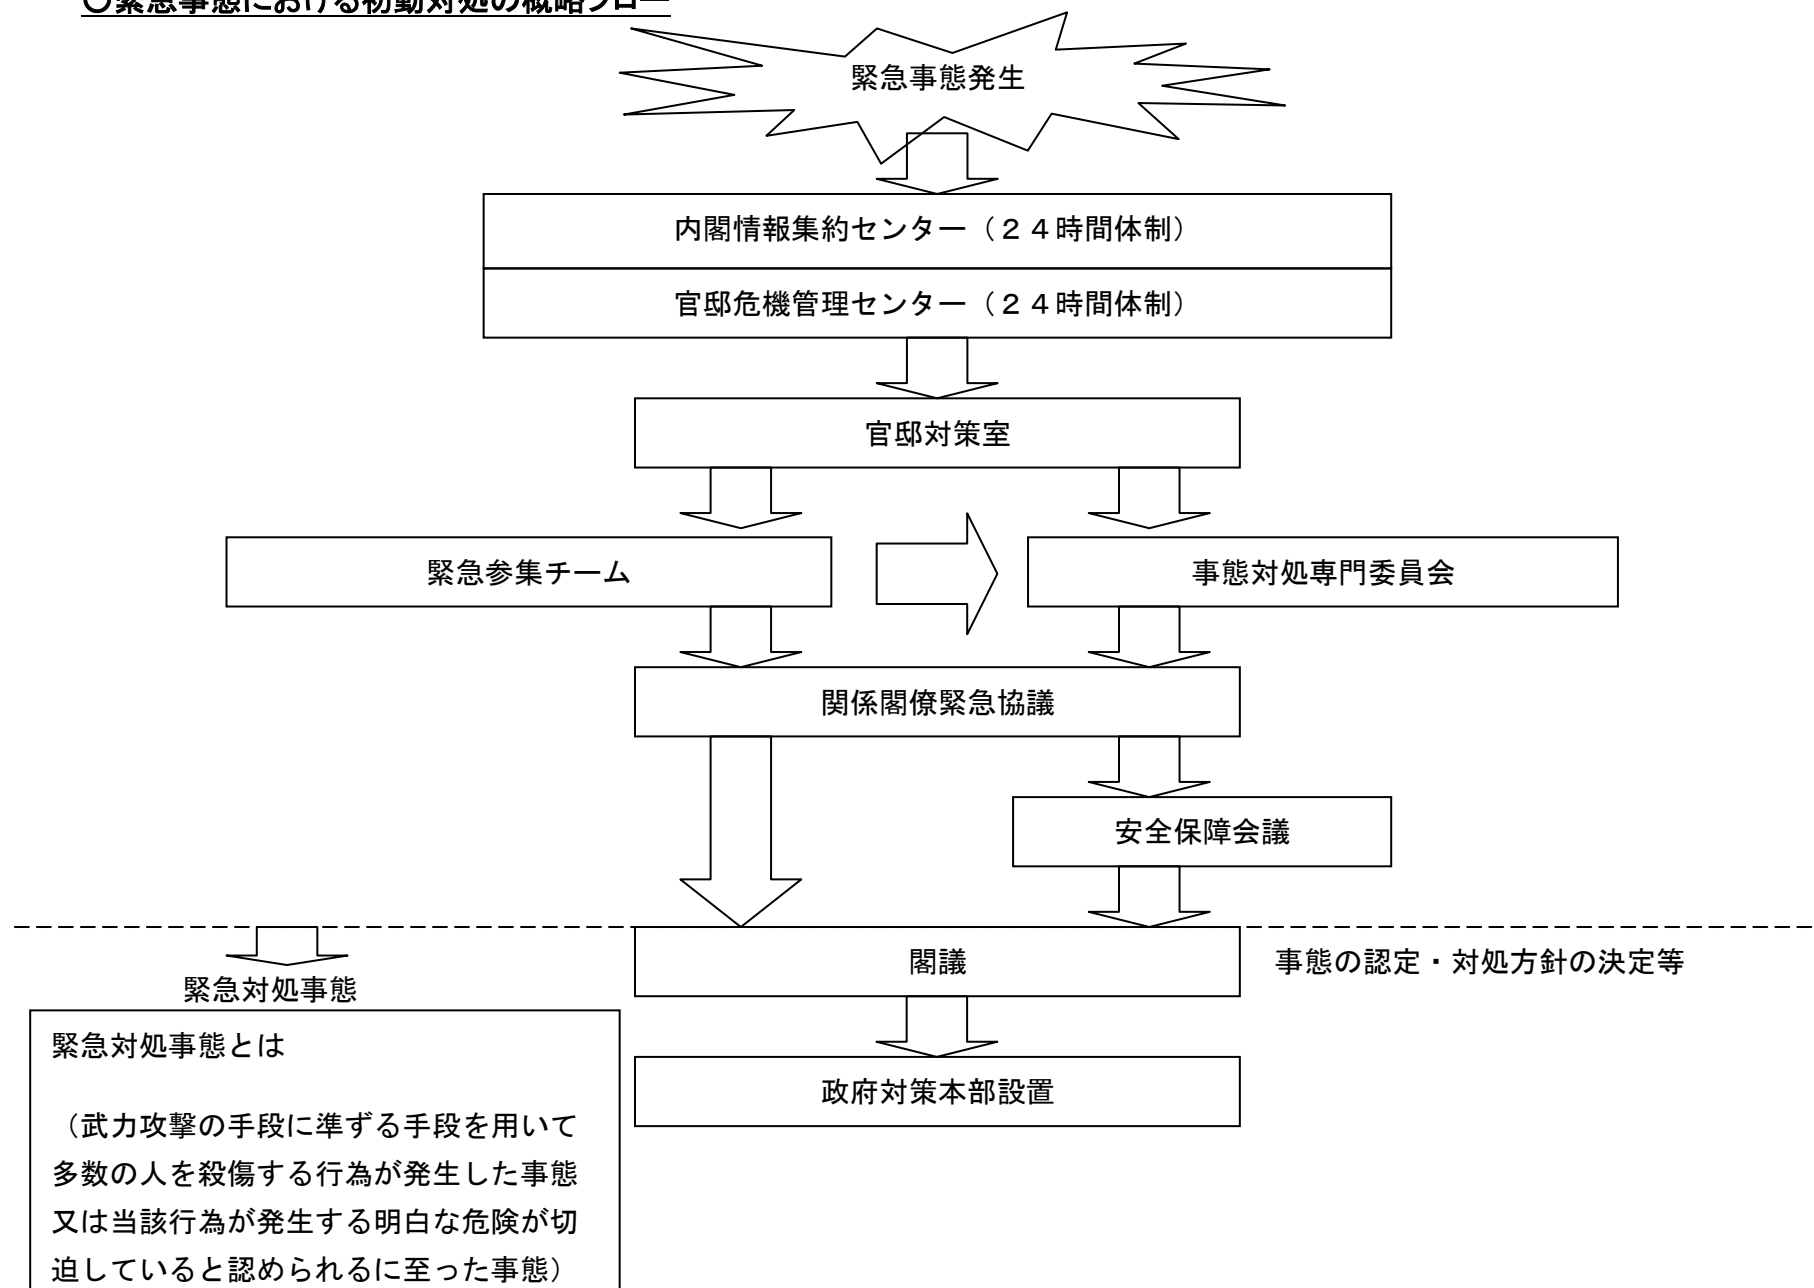 〇緊急事態における初動対処の概略フロー
緊急事態発生
内閣情報集約センター（２４時間体制）
官邸危機管理センター（２４時間体制）
官邸対策室
緊急参集チーム
事態対処専門委員会
関係閣僚緊急協議
安全保障会議
閣議
事態の認定・対処方針の決定等
緊急対処事態
政府対策本部設置
緊急対処事態とは
（武力攻撃の手段に準ずる手段を用いて
多数の人を殺傷する行為が発生した事態
又は当該行為が発生する明白な危険が切
迫していると認められるに至った事態）